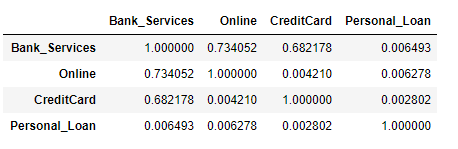 Bank_Services Online CreditCard Personal_Loan
Bank_Services 1.000000 0.734052 0.682178 0.006493
Online 0.734052 1.000000 0.004210 0.006278
CreditCard 0.682178 0.004210 1.000000 0.002802
Personal_Loan 0.006493 0.006278 0.002802 1.000000